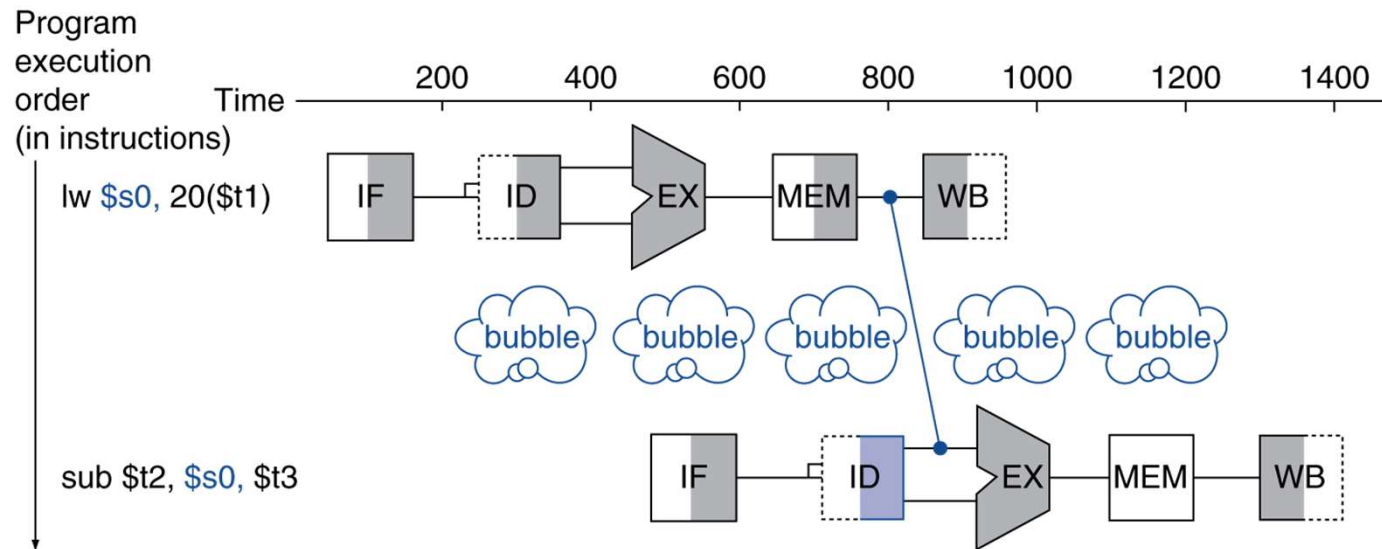 Program
execution
order
(in instructions)
Time
200 400 600 800 1000 1200 1400
lw $s0, 20($t1)
IF ID EX MEM WB
bubble bubble bubble bubble bubble
sub $t2, $s0, $t3
IF ID EX MEM WB